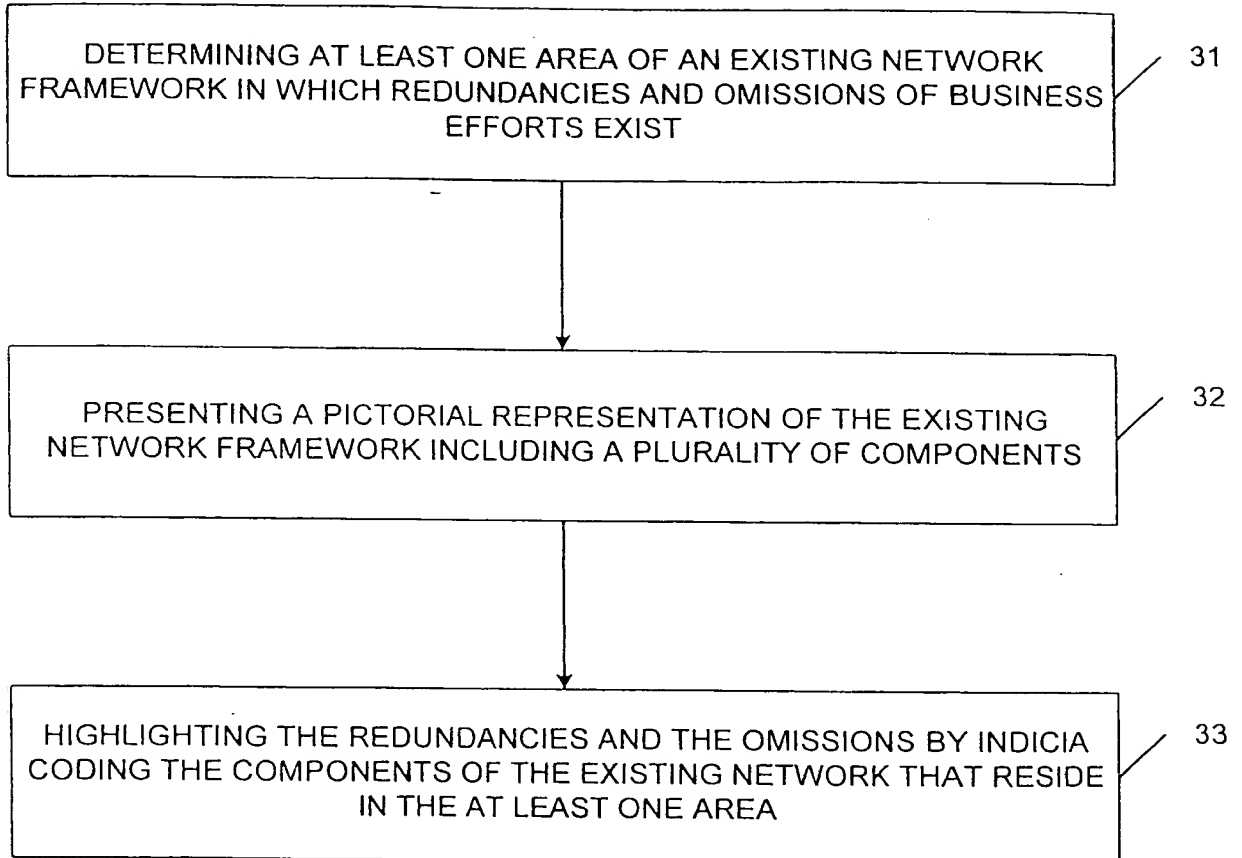 DETERMINING AT LEAST ONE AREA OF AN EXISTING NETWORK
FRAMEWORK IN WHICH REDUNDANCIES AND OMISSIONS OF BUSINESS
EFFORTS EXIST
31
PRESENTING A PICTORIAL REPRESENTATION OF THE EXISTING
NETWORK FRAMEWORK INCLUDING A PLURALITY OF COMPONENTS
32
HIGHLIGHTING THE REDUNDANCIES AND THE OMISSIONS BY INDICIA
CODING THE COMPONENTS OF THE EXISTING NETWORK THAT RESIDE
IN THE AT LEAST ONE AREA
33